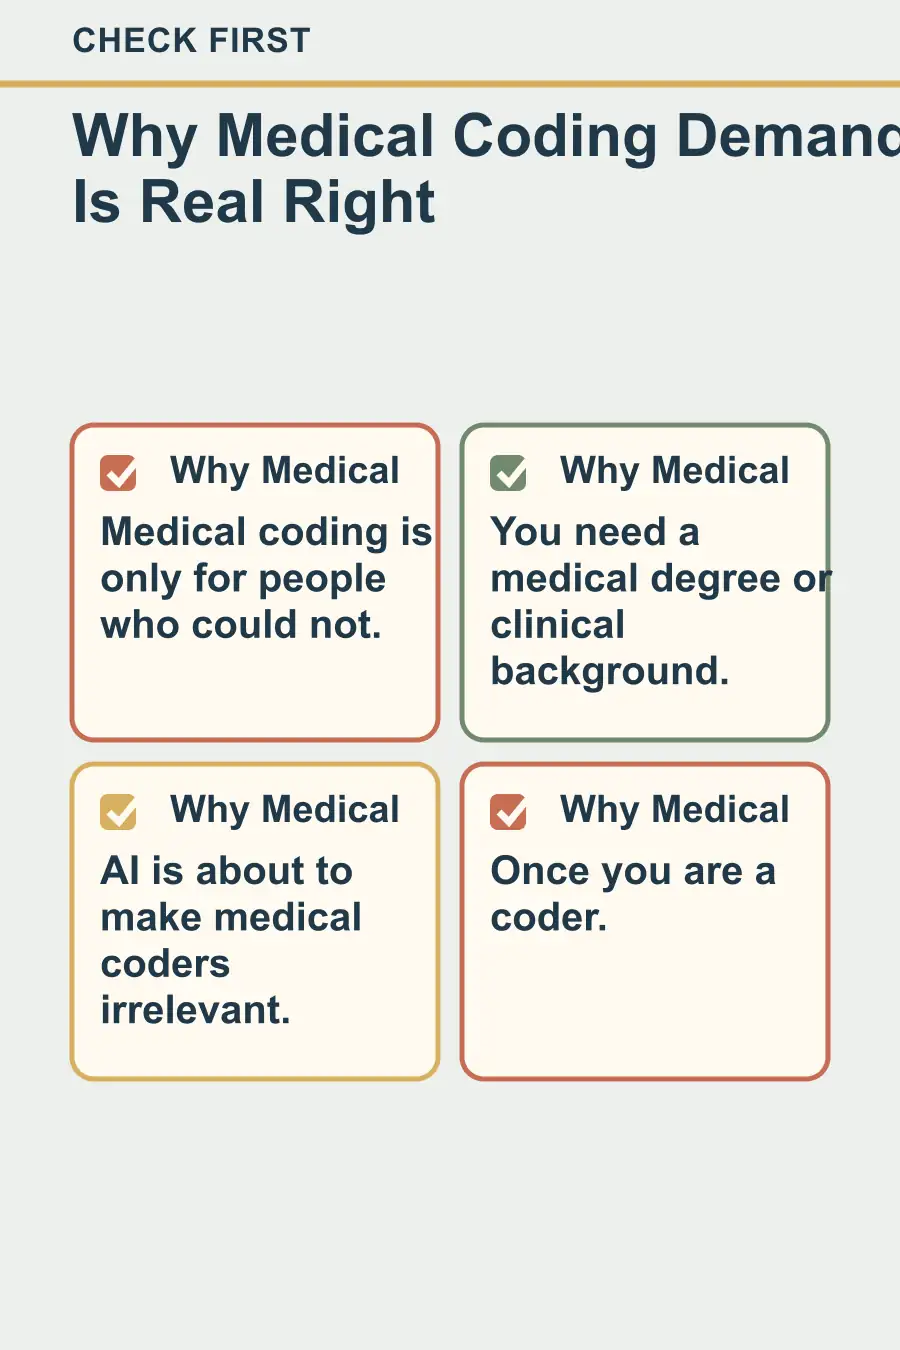 CHECK FIRST
Why Medical Coding Demand
Is Real Right
Why Medical
Medical coding is
only for people
who could not.
Why Medical
You need a
medical degree or
clinical
background.
Why Medical
AI is about to
make medical
coders
irrelevant.
Why Medical
Once you are a
coder.